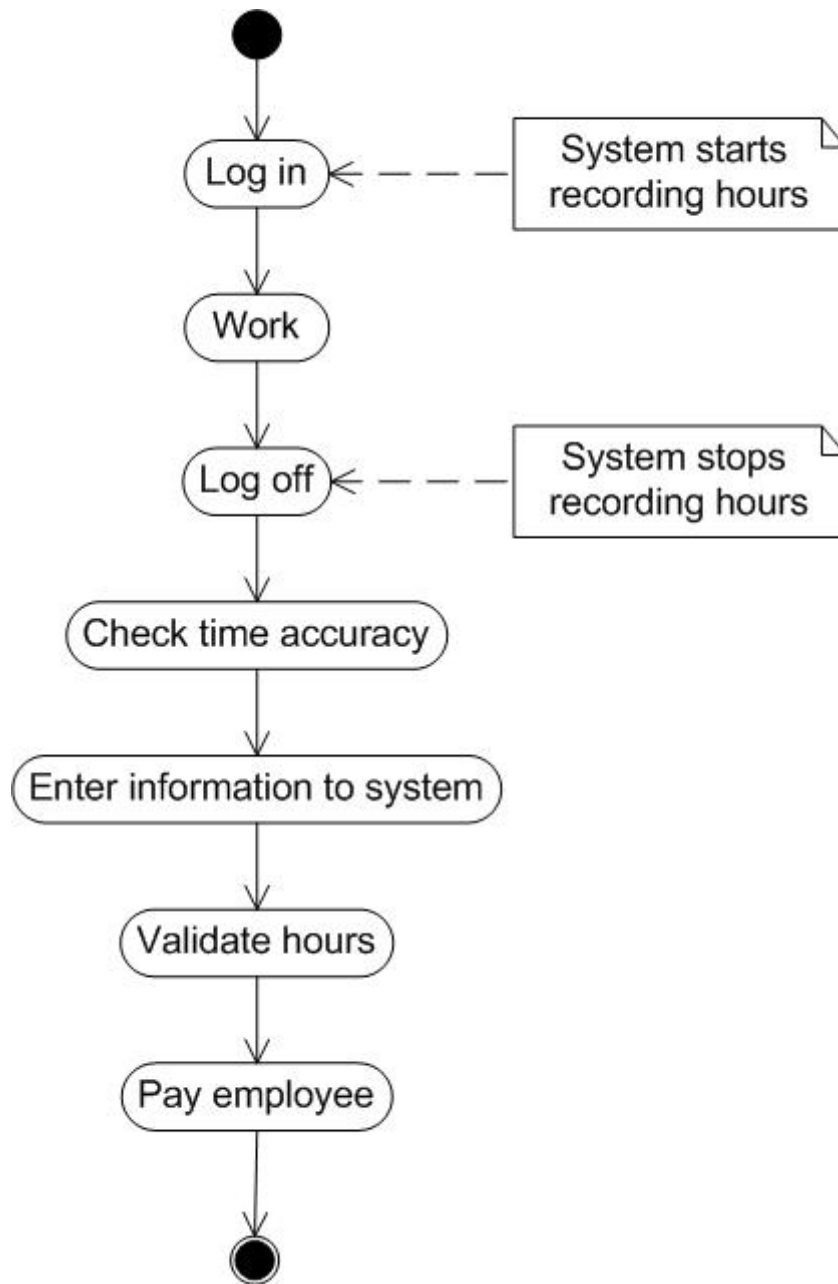 Log in
System starts
recording hours
Work
Log off
System stops
recording hours
Check time accuracy
Enter information to system
Validate hours
Pay employee